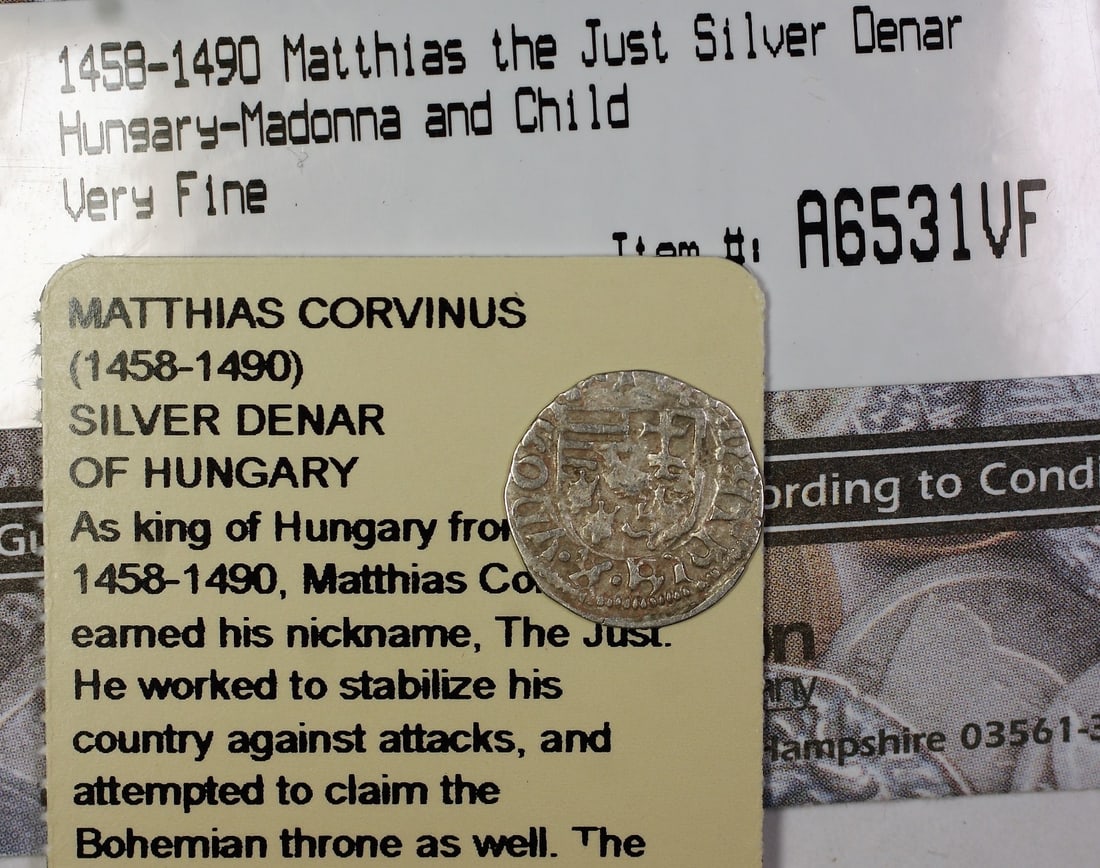 1458-1490 Matthias the Just Silver Denar
Hungary-Madonna and Child
Very Fine
Item #: A6531VF
MATTHIAS CORVINUS
(1458-1490)
SILVER DENAR
OF HUNGARY
As king of Hungary from
1458-1490, Matthias Co
earned his nickname, The Just.
He worked to stabilize his
country against attacks, and
attempted to claim the
Bohemian throne as well. The
Gu
ording to Condi
n
ny
Hampshire 03561-3